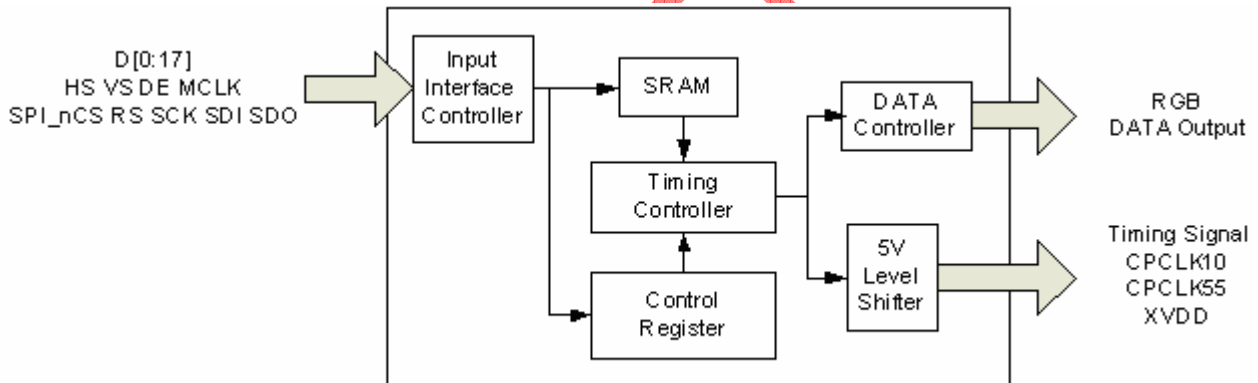 D[0:17]
HS VS DE MCLK
SPI_nCS RS SCK SDI SDO
Input
Interface
Controller
SRAM
Timing
Controller
Control
Register
DATA
Controller
5V
Level
Shifter
RGB
DATA Output
Timing Signal
CPCLK10
CPCLK55
XVDD